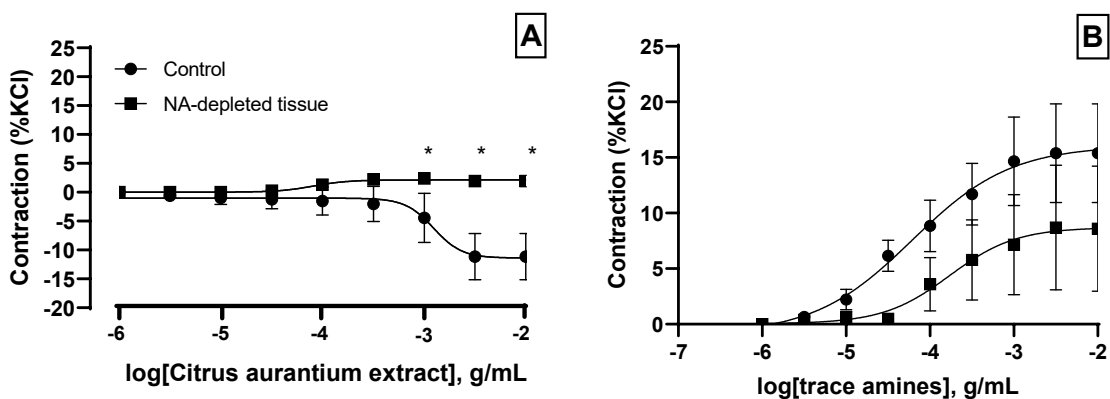 A
25
20
15
10
5
0
-5
-10
-15
-20
Contraction (%KCl)
Control
NA-depleted tissue
* * *
-6 -5 -4 -3 -2
log[Citrus aurantium extract], g/mL
B
25
20
15
10
5
0
Contraction (%KCl)
-7 -6 -5 -4 -3 -2
log[trace amines], g/mL